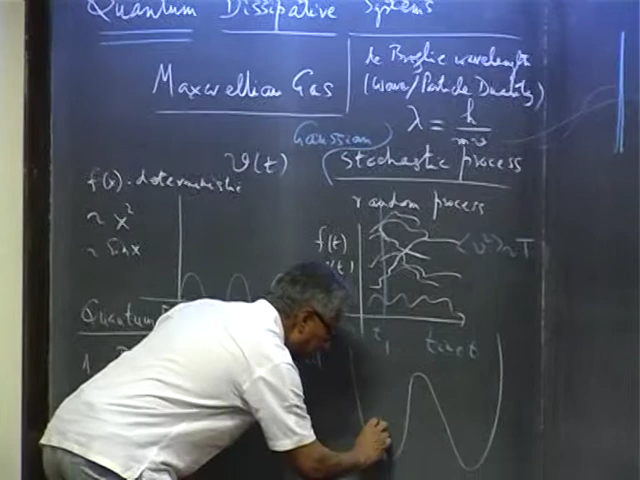 Quantum Dissipative Systems
Maxwellian Gas
de Broglie wavelength
(Wave/Particle Duality)
λ = h / mv
Gaussian
v(t)
Stochastic process
f(x) . deterministic
random process
~ x²
~ sin x
f(t)
(t)
<v²> ~ T
Quantum
t₁
time t